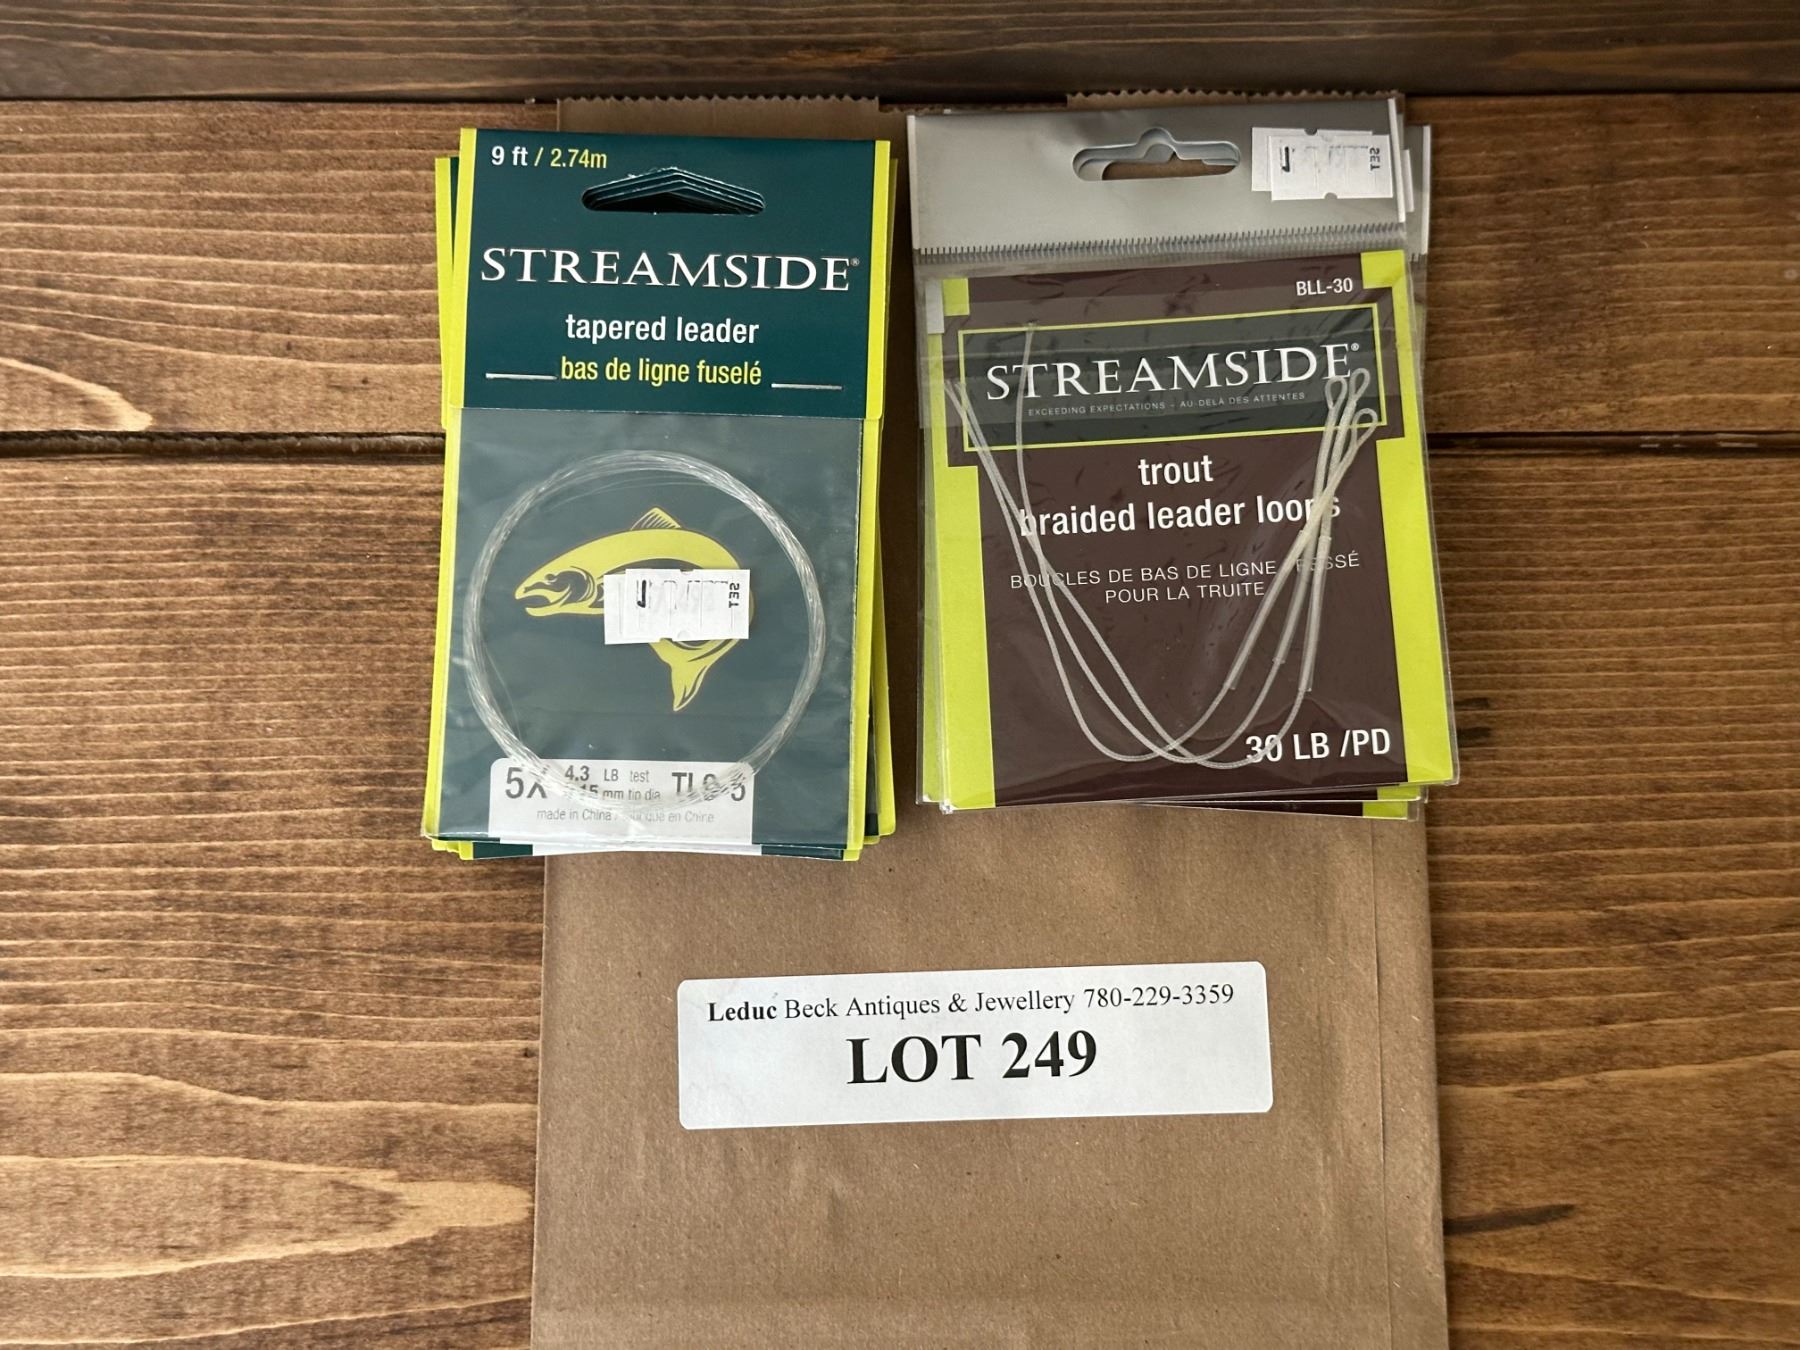 9 ft / 2.74m
STREAMSIDE®
tapered leader
bas de ligne fuselé
5X 4.3 LB test
mm tip dia
made in China / en Chine
BLL-30
STREAMSIDE®
EXCEEDING EXPECTATIONS - AU-DELÀ DES ATTENTES
trout
braided leader loops
BOUCLES DE BAS DE LIGNE
POUR LA TRUITE
30 LB /PD
Leduc Beck Antiques & Jewellery 780-229-3359
LOT 249